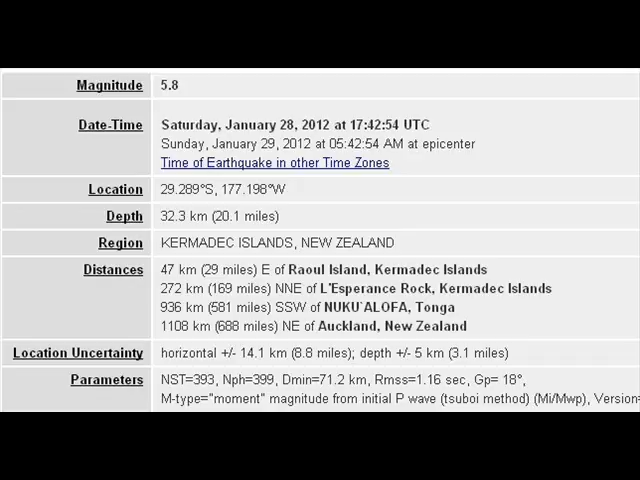 Magnitude 5.8
Date-Time Saturday, January 28, 2012 at 17:42:54 UTC
Sunday, January 29, 2012 at 05:42:54 AM at epicenter
Time of Earthquake in other Time Zones
Location 29.289°S, 177.198°W
Depth 32.3 km (20.1 miles)
Region KERMADEC ISLANDS, NEW ZEALAND
Distances 47 km (29 miles) E of Raoul Island, Kermadec Islands
272 km (169 miles) NNE of L'Esperance Rock, Kermadec Islands
936 km (581 miles) SSW of NUKU`ALOFA, Tonga
1108 km (688 miles) NE of Auckland, New Zealand
Location Uncertainty horizontal +/- 14.1 km (8.8 miles); depth +/- 5 km (3.1 miles)
Parameters NST=393, Nph=399, Dmin=71.2 km, Rmss=1.16 sec, Gp= 18°,
M-type="moment" magnitude from initial P wave (tsuboi method) (Mi/Mwp), Version=